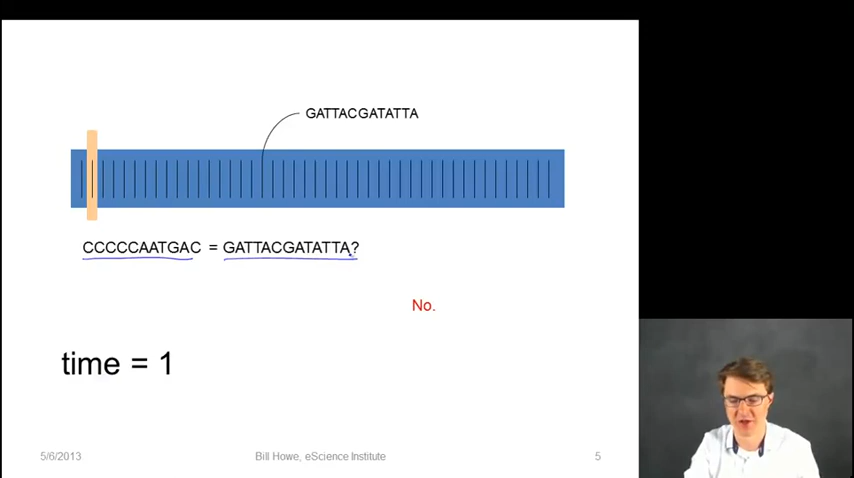 GATTACGATATTA
CCCCCAATGAC = GATTACGATATTA?
No.
time = 1
5/6/2013 Bill Howe, eScience Institute 5